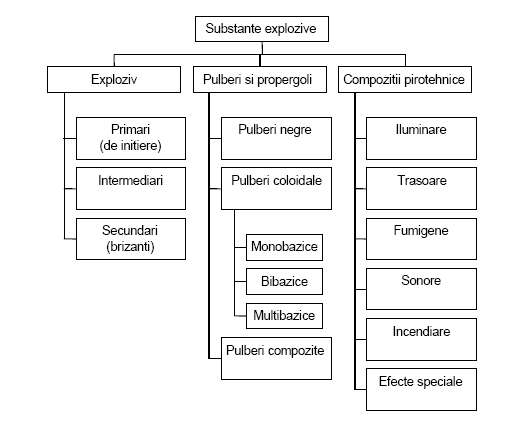 Substante explozive
Exploziv
Pulberi si propergoli
Compozitii pirotehnice
Primari
(de initiere)
Intermediari
Secundari
(brizanti)
Pulberi negre
Pulberi coloidale
Monobazice
Bibazice
Multibazice
Pulberi compozite
Iluminare
Trasoare
Fumigene
Sonore
Incendiare
Efecte speciale